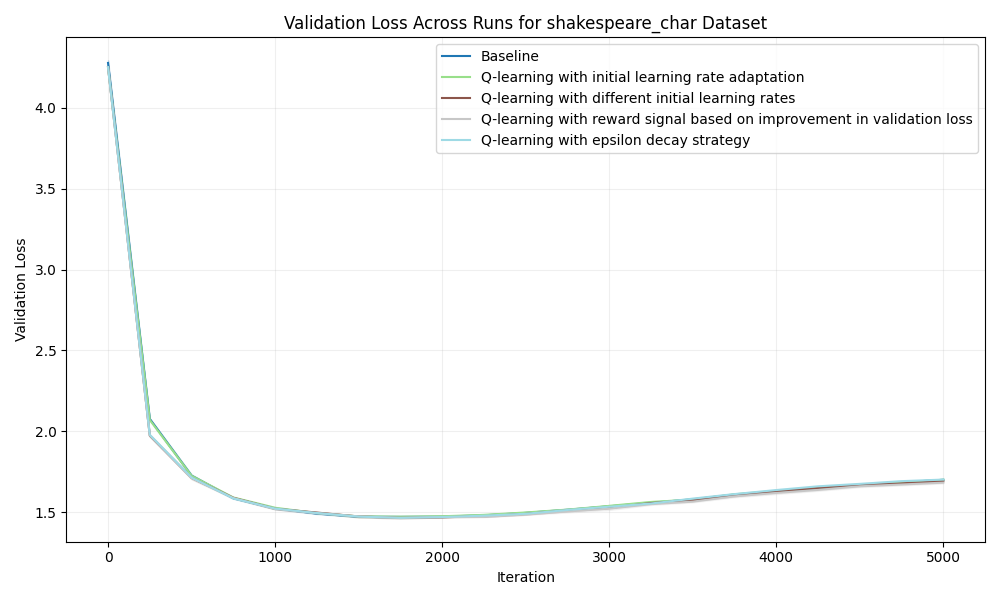 Validation Loss Across Runs for shakespeare_char Dataset
Baseline
Q-learning with initial learning rate adaptation
Q-learning with different initial learning rates
Q-learning with reward signal based on improvement in validation loss
Q-learning with epsilon decay strategy
Validation Loss
4.0
3.5
3.0
2.5
2.0
1.5
0 1000 2000 3000 4000 5000
Iteration